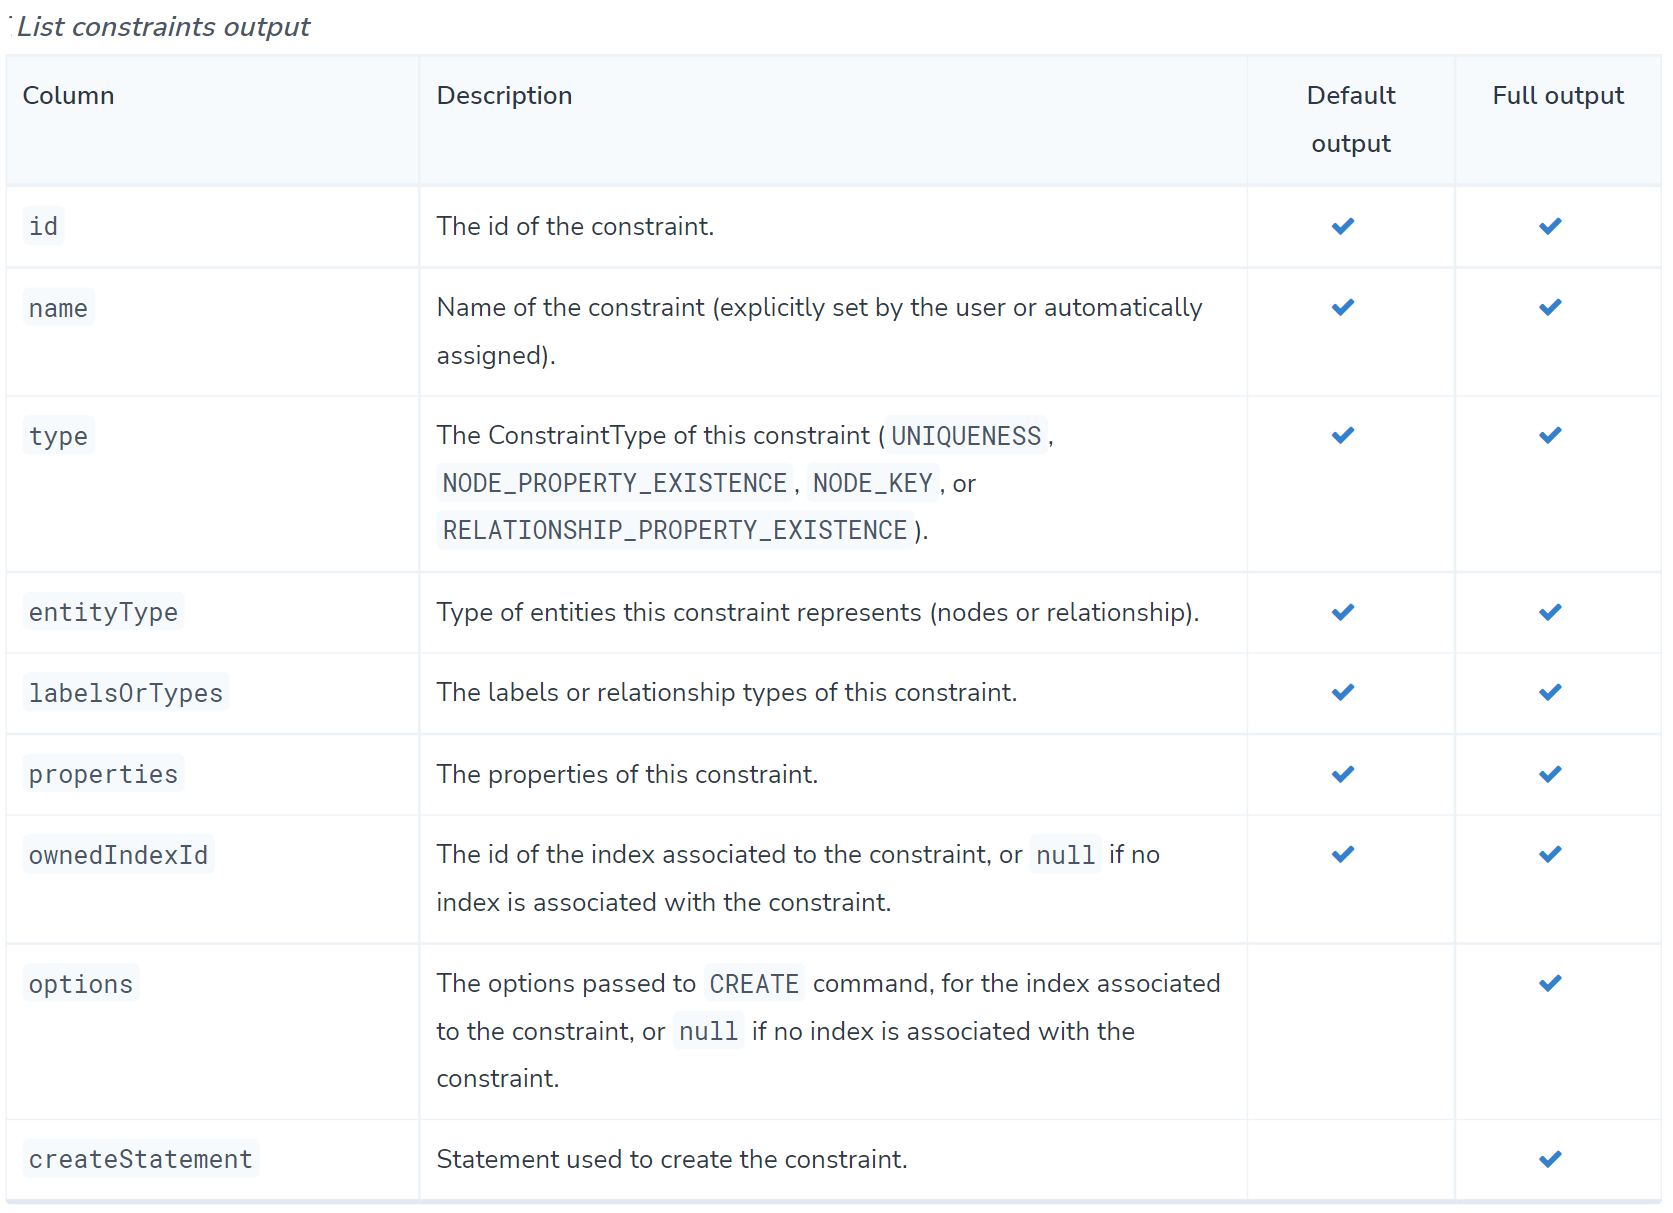 List constraints output
Column Description Default Full output
output
id The id of the constraint.
name Name of the constraint (explicitly set by the user or automatically
assigned).
type The ConstraintType of this constraint ( UNIQUENESS ,
NODE_PROPERTY_EXISTENCE , NODE_KEY , or
RELATIONSHIP_PROPERTY_EXISTENCE ).
entityType Type of entities this constraint represents (nodes or relationship).
labelsOrTypes The labels or relationship types of this constraint.
properties The properties of this constraint.
ownedIndexId The id of the index associated to the constraint, or null if no
index is associated with the constraint.
options The options passed to CREATE command, for the index associated
to the constraint, or null if no index is associated with the
constraint.
createStatement Statement used to create the constraint.